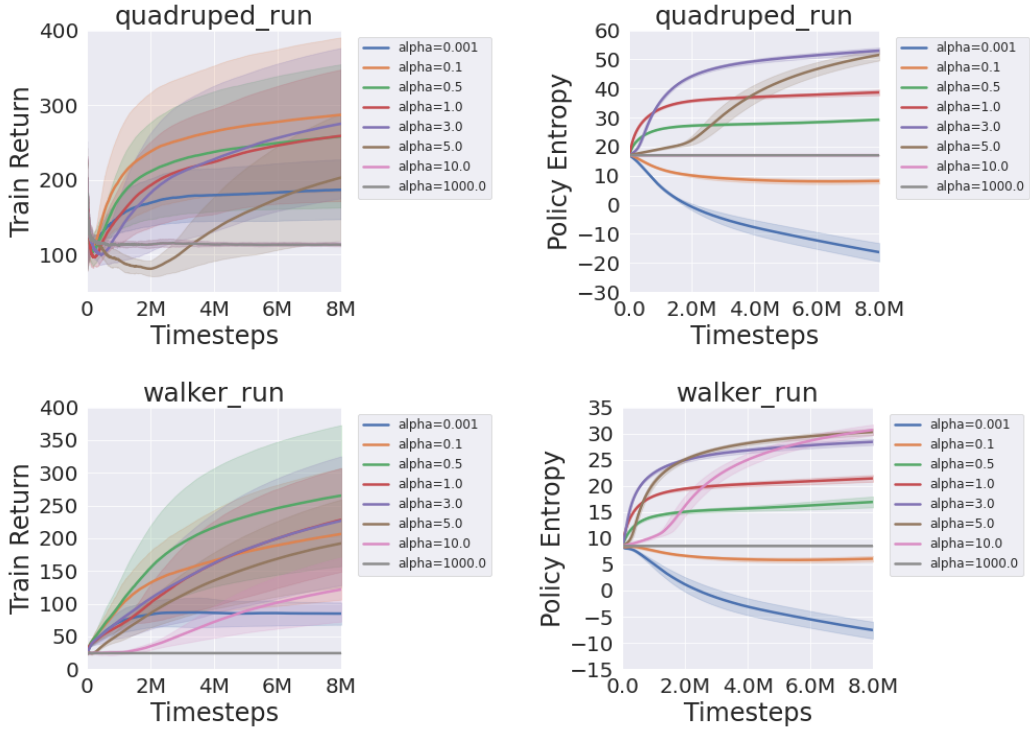 quadruped_run
400
300
200
100
0
2M
4M
6M
8M
Train Return
Timesteps
alpha=0.001
alpha=0.1
alpha=0.5
alpha=1.0
alpha=3.0
alpha=5.0
alpha=10.0
alpha=1000.0
quadruped_run
60
50
40
30
20
10
0
−10
−20
−30
0.0
2.0M
4.0M
6.0M
8.0M
Policy Entropy
Timesteps
alpha=0.001
alpha=0.1
alpha=0.5
alpha=1.0
alpha=3.0
alpha=5.0
alpha=10.0
alpha=1000.0
walker_run
400
350
300
250
200
150
100
50
0
0
2M
4M
6M
8M
Train Return
Timesteps
alpha=0.001
alpha=0.1
alpha=0.5
alpha=1.0
alpha=3.0
alpha=5.0
alpha=10.0
alpha=1000.0
walker_run
35
30
25
20
15
10
5
0
−5
−10
−15
0.0
2.0M
4.0M
6.0M
8.0M
Policy Entropy
Timesteps
alpha=0.001
alpha=0.1
alpha=0.5
alpha=1.0
alpha=3.0
alpha=5.0
alpha=10.0
alpha=1000.0